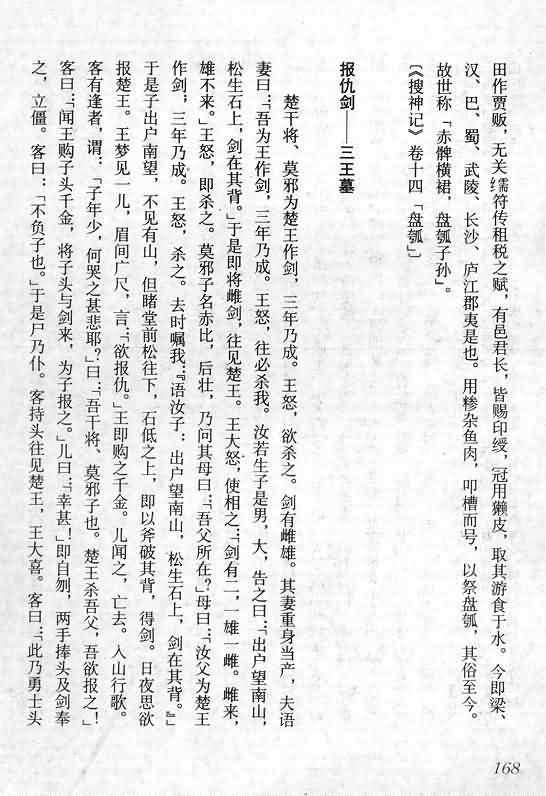 田作贾贩，无关𦈡符传租税之赋，有邑君长，皆赐印绶，冠用獭皮，取其游食于水。今即梁、
汉、巴、蜀、武陵、长沙、庐江郡夷是也。用糁杂鱼肉，叩槽而号，以祭盘瓠，其俗至今。
故世称「赤髀横裙，盘瓠子孙」。
（《搜神记》卷十四「盘瓠」）
报仇剑——三王墓
楚干将、莫邪为楚王作剑，三年乃成。王怒，欲杀之。剑有雌雄。其妻重身当产，夫语
妻曰：「吾为王作剑，三年乃成。王怒，往必杀我。汝若生子是男，大，告之曰：『出户望南山，
松生石上，剑在其背。』」于是即将雌剑，往见楚王。王大怒，使相之：「剑有二，一雄一雌。雌来，
雄不来。」王怒，即杀之。莫邪子名赤比，后壮，乃问其母曰：「吾父所在？」母曰：「汝父为楚王
作剑，三年乃成。王怒，杀之。去时嘱我：『语汝子：出户望南山，松生石上，剑在其背。』」
于是子出户南望，不见有山，但睹堂前松往下，石低之上，即以斧破其背，得剑。日夜思欲
报楚王。王梦见一儿，眉间广尺，言：「欲报仇。」王即购之千金。儿闻之，亡去。入山行歌。
客有逢者，谓：「子年少，何哭之甚悲耶？」曰：「吾干将、莫邪子也。楚王杀吾父，吾欲报之！」
客曰：「闻王购子头千金，将子头与剑来，为子报之。」儿曰：「幸甚！」即自刎，两手捧头及剑奉
之，立僵。客曰：「不负子也。」于是尸乃仆。客持头往见楚王，王大喜。客曰：「此乃勇士头
168